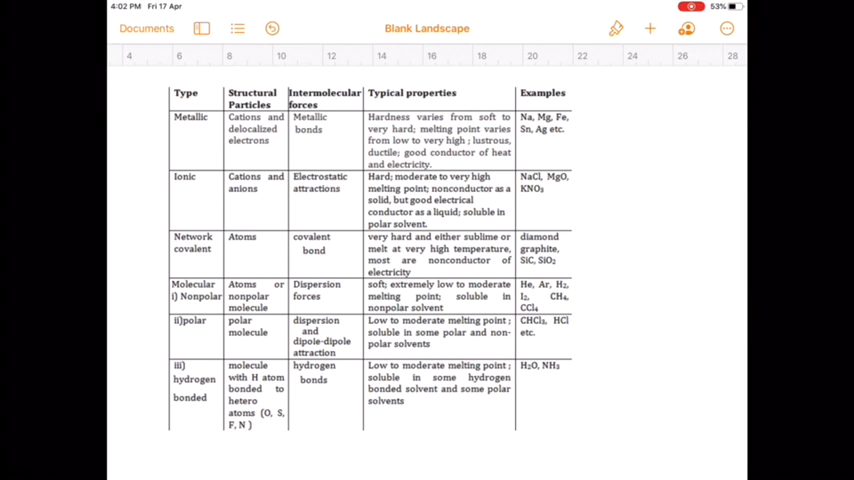 4:02 PM Fri 17 Apr
53%
Documents
Blank Landscape
4 6 8 10 12 14 16 18 20 22 24 26 28
Type
Structural
Particles
Intermolecular
forces
Typical properties
Examples
Metallic
Cations and
delocalized
electrons
Metallic
bonds
Hardness varies from soft to
very hard; melting point varies
from low to very high ; lustrous,
ductile; good conductor of heat
and electricity.
Na, Mg, Fe,
Sn, Ag etc.
Ionic
Cations and
anions
Electrostatic
attractions
Hard; moderate to very high
melting point; nonconductor as a
solid, but good electrical
conductor as a liquid; soluble in
polar solvent.
NaCl, MgO,
KNO₃
Network
covalent
Atoms
covalent
bond
very hard and either sublime or
melt at very high temperature,
most are nonconductor of
electricity
diamond
graphite,
SiC, SiO₂
Molecular
i) Nonpolar
Atoms or
nonpolar
molecule
Dispersion
forces
soft; extremely low to moderate
melting point; soluble in
nonpolar solvent
He, Ar, H₂,
I₂, CH₄,
CCl₄
ii)polar
polar
molecule
dispersion
and
dipoie-dipole
attraction
Low to moderate melting point ;
soluble in some polar and non-
polar solvents
CHCl₃, HCl
etc.
iii)
hydrogen
bonded
molecule
with H atom
bonded to
hetero
atoms (O, S,
F, N )
hydrogen
bonds
Low to moderate melting point ;
soluble in some hydrogen
bonded solvent and some polar
solvents
H₂O, NH₃